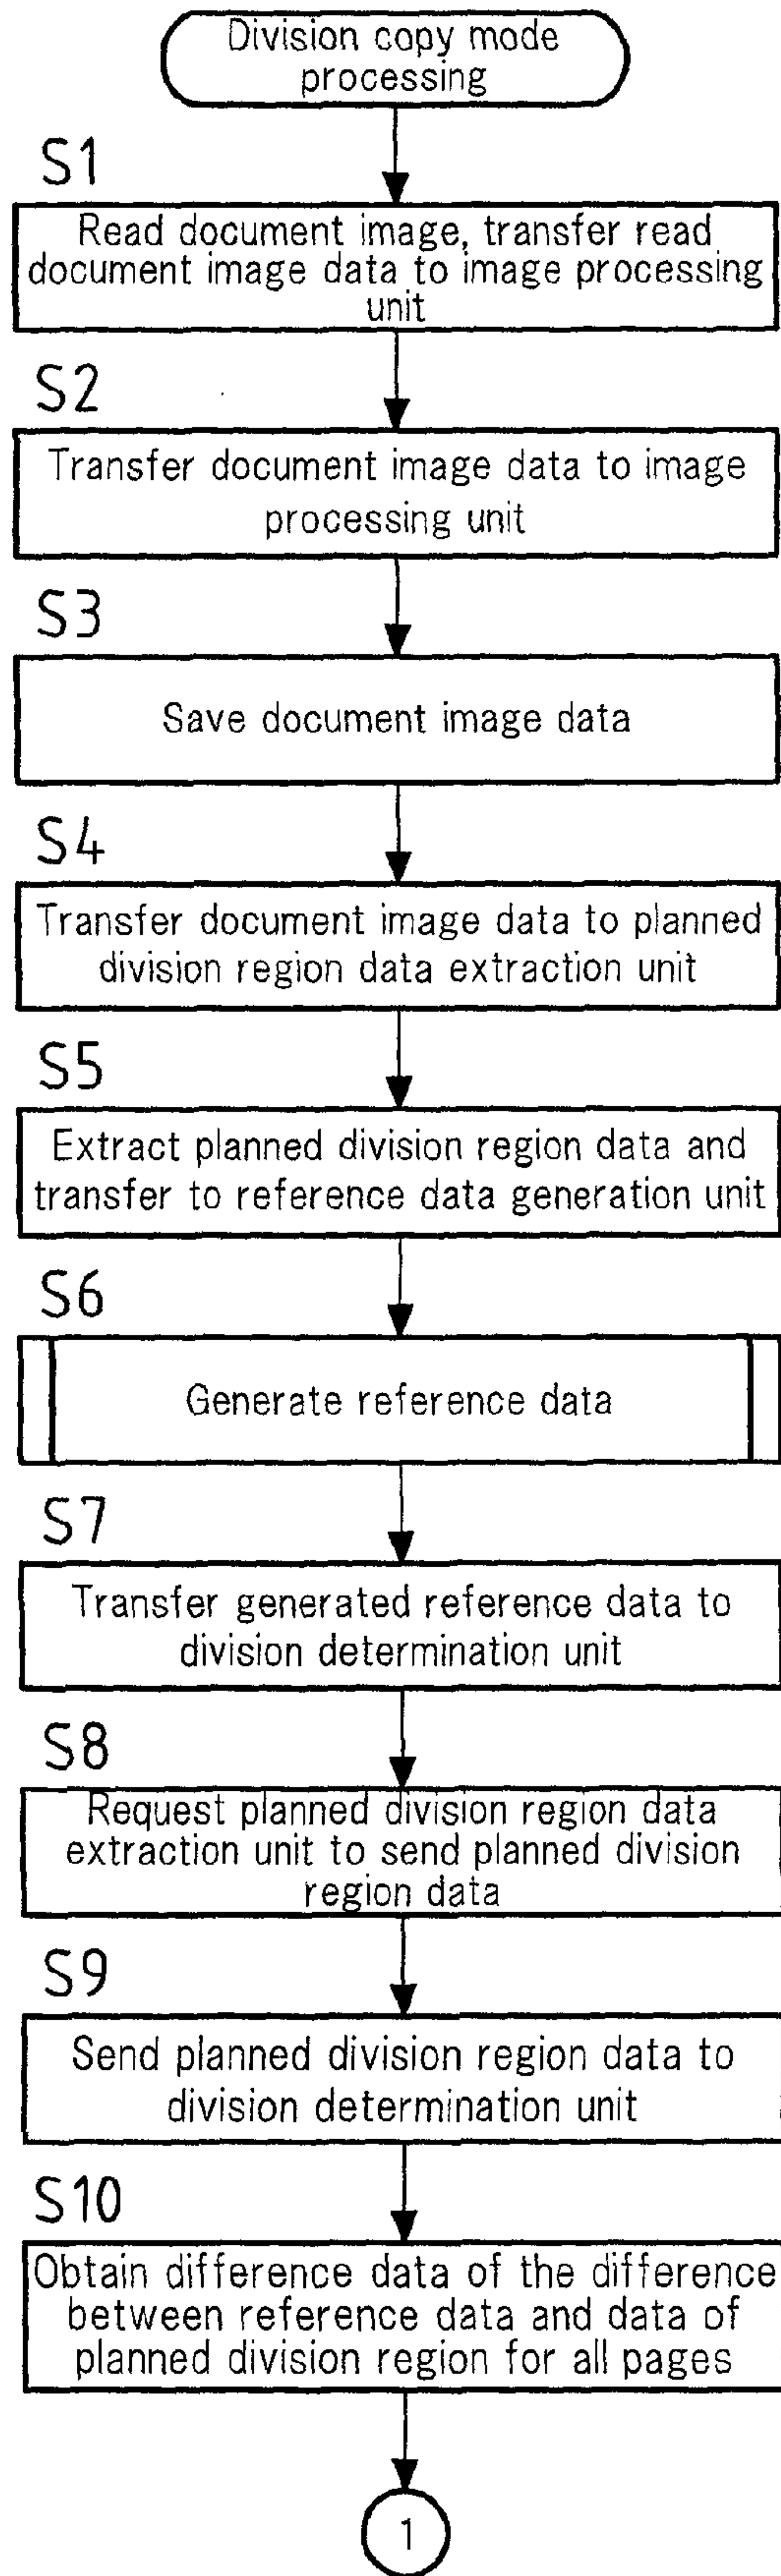 Division copy mode
processing
S1
Read document image, transfer read
document image data to image processing
unit
S2
Transfer document image data to image
processing unit
S3
Save document image data
S4
Transfer document image data to planned
division region data extraction unit
S5
Extract planned division region data and
transfer to reference data generation unit
S6
Generate reference data
S7
Transfer generated reference data to
division determination unit
S8
Request planned division region data
extraction unit to send planned division
region data
S9
Send planned division region data to
division determination unit
S10
Obtain difference data of the difference
between reference data and data of
planned division region for all pages
1